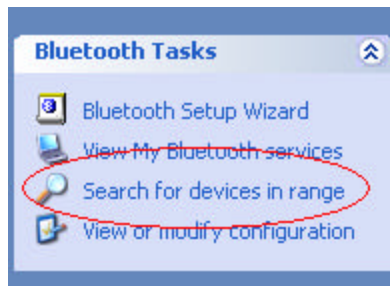 Bluetooth Tasks
Bluetooth Setup Wizard
View My Bluetooth services
Search for devices in range
View or modify configuration